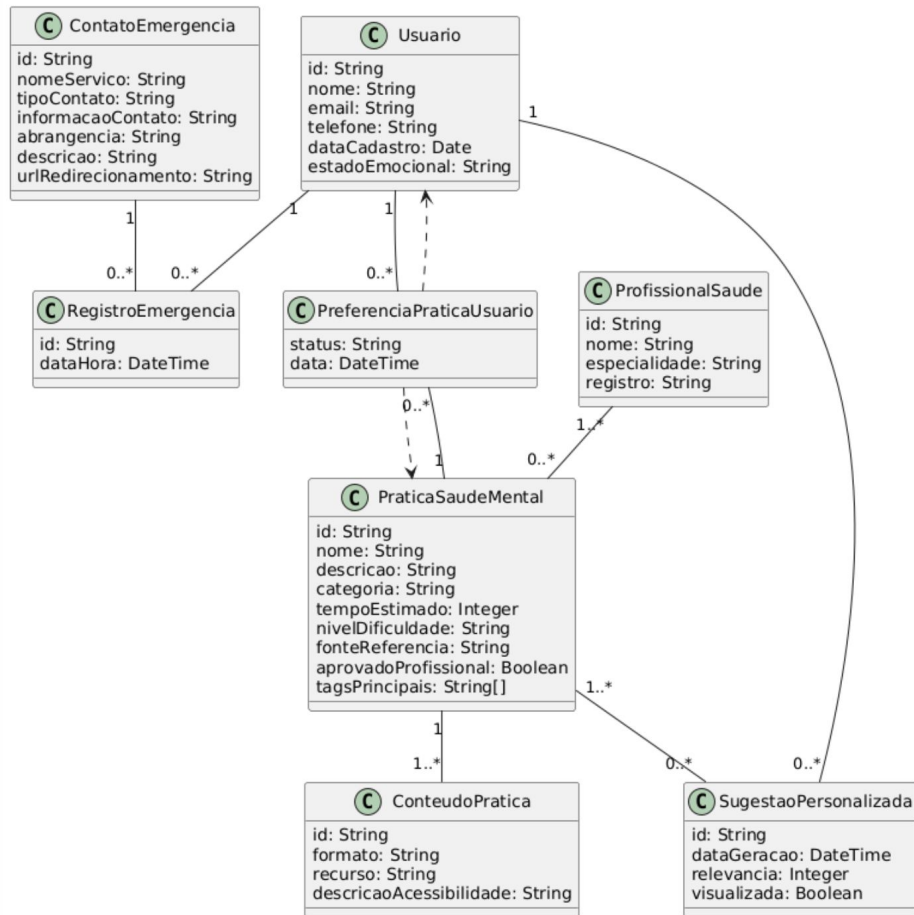 C ContatoEmergencia
id: String
nomeServico: String
tipoContato: String
informacaoContato: String
abrangencia: String
descricao: String
urlRedirecionamento: String
C Usuario
id: String
nome: String
email: String
telefone: String
dataCadastro: Date
estadoEmocional: String
1
1
1
1
0..*
0..*
0..*
C RegistroEmergencia
id: String
dataHora: DateTime
C PreferenciaPraticaUsuario
status: String
data: DateTime
C ProfissionalSaude
id: String
nome: String
especialidade: String
registro: String
0..*
1..*
1
0..*
C PraticaSaudeMental
id: String
nome: String
descricao: String
categoria: String
tempoEstimado: Integer
nivelDificuldade: String
fonteReferencia: String
aprovadoProfissional: Boolean
tagsPrincipais: String[]
1..*
1
1..*
0..*
0..*
C ConteudoPratica
id: String
formato: String
recurso: String
descricaoAcessibilidade: String
C SugestaoPersonalizada
id: String
dataGeracao: DateTime
relevancia: Integer
visualizada: Boolean